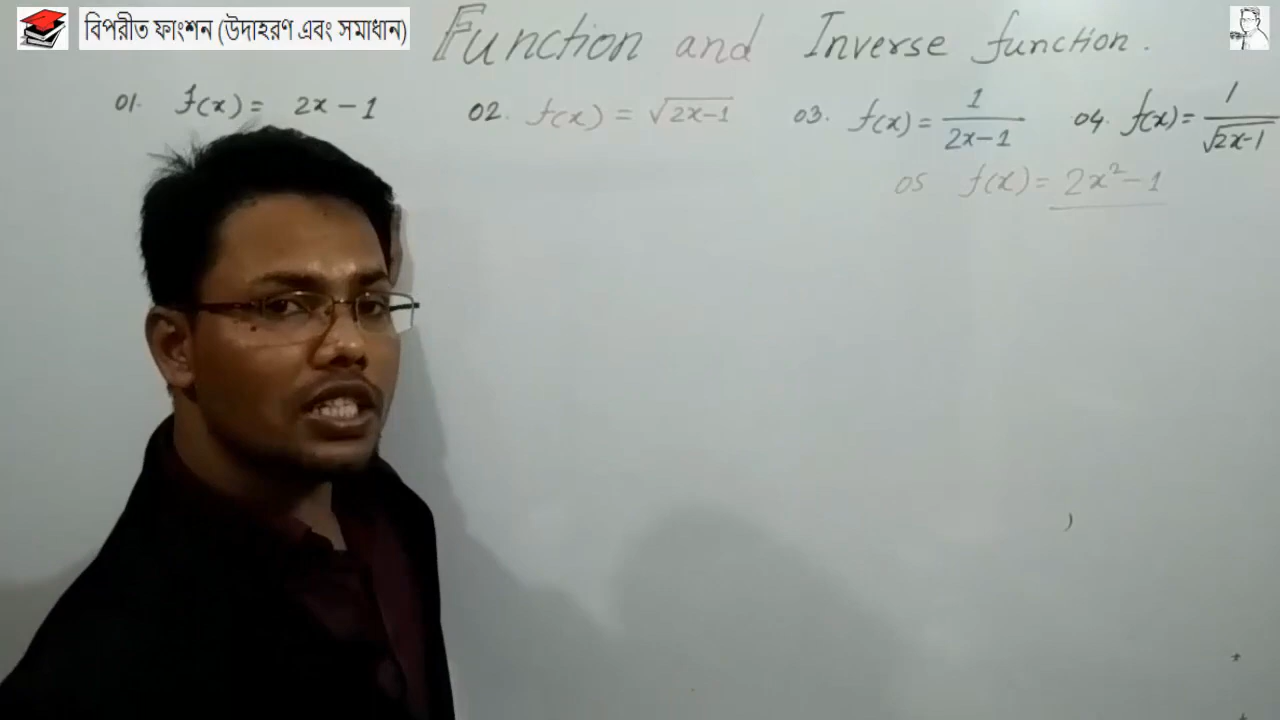 বিপরীত ফাংশন (উদাহরণ এবং সমাধান)
Function and Inverse function.
01. f(x) = 2x - 1 02. f(x) = √(2x-1) 03. f(x) = 1/(2x-1) 04. f(x) = 1/√(2x-1)
05 f(x) = 2x² - 1